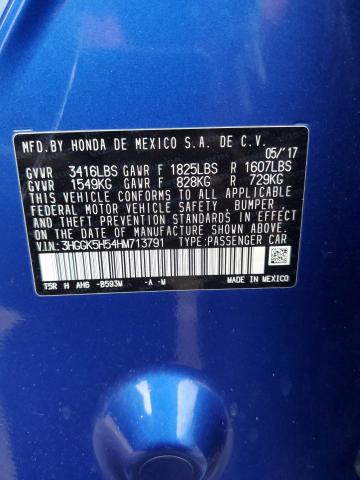 MFD.BY HONDA DE MEXICO S.A. DE C.V.
05/'17
GVWR 3416LBS GAWR F 1825LBS R 1607LBS
GVWR 1549KG GAWR F 828KG R 729KG
THIS VEHICLE CONFORMS TO ALL APPLICABLE
FEDERAL MOTOR VEHICLE SAFETY, BUMPER
AND THEFT PREVENTION STANDARDS IN EFFECT
ON THE DATE OF MANUFACTURE SHOWN ABOVE
VIN:3HGGK5H54HM713791 TYPE:PASSENGER CAR
T5R H AH6 -B593M -A -M MADE IN MEXICO